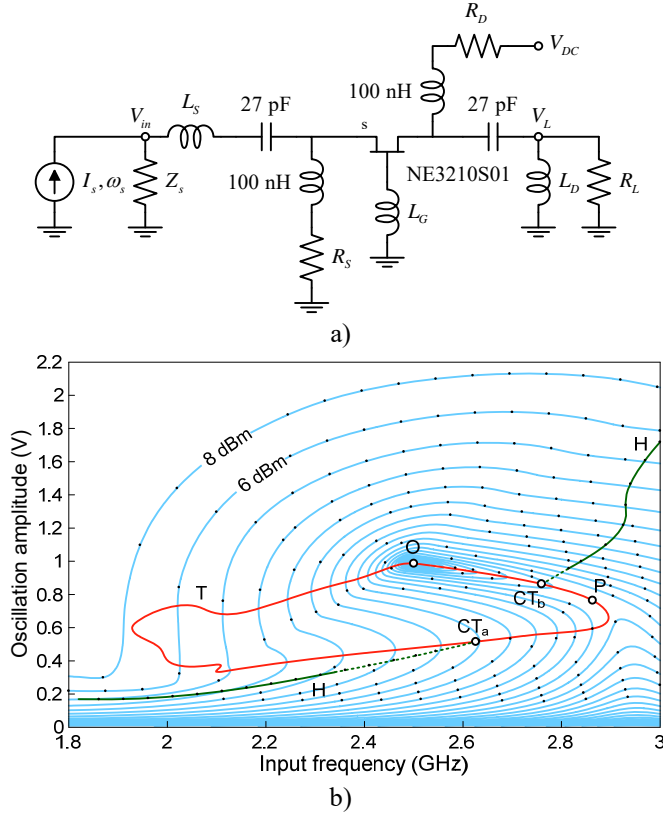 R_D
V_DC
100 nH
27 pF
V_L
L_S
27 pF
V_in
s
NE3210S01
I_s, ω_s
Z_s
100 nH
L_G
L_D
R_L
R_S
a)
2.2
2
1.8
1.6
1.4
1.2
1
0.8
0.6
0.4
0.2
0
Oscillation amplitude (V)
8 dBm
6 dBm
H
O
T
CT_b
P
CT_a
H
1.8
2
2.2
2.4
2.6
2.8
3
Input frequency (GHz)
b)